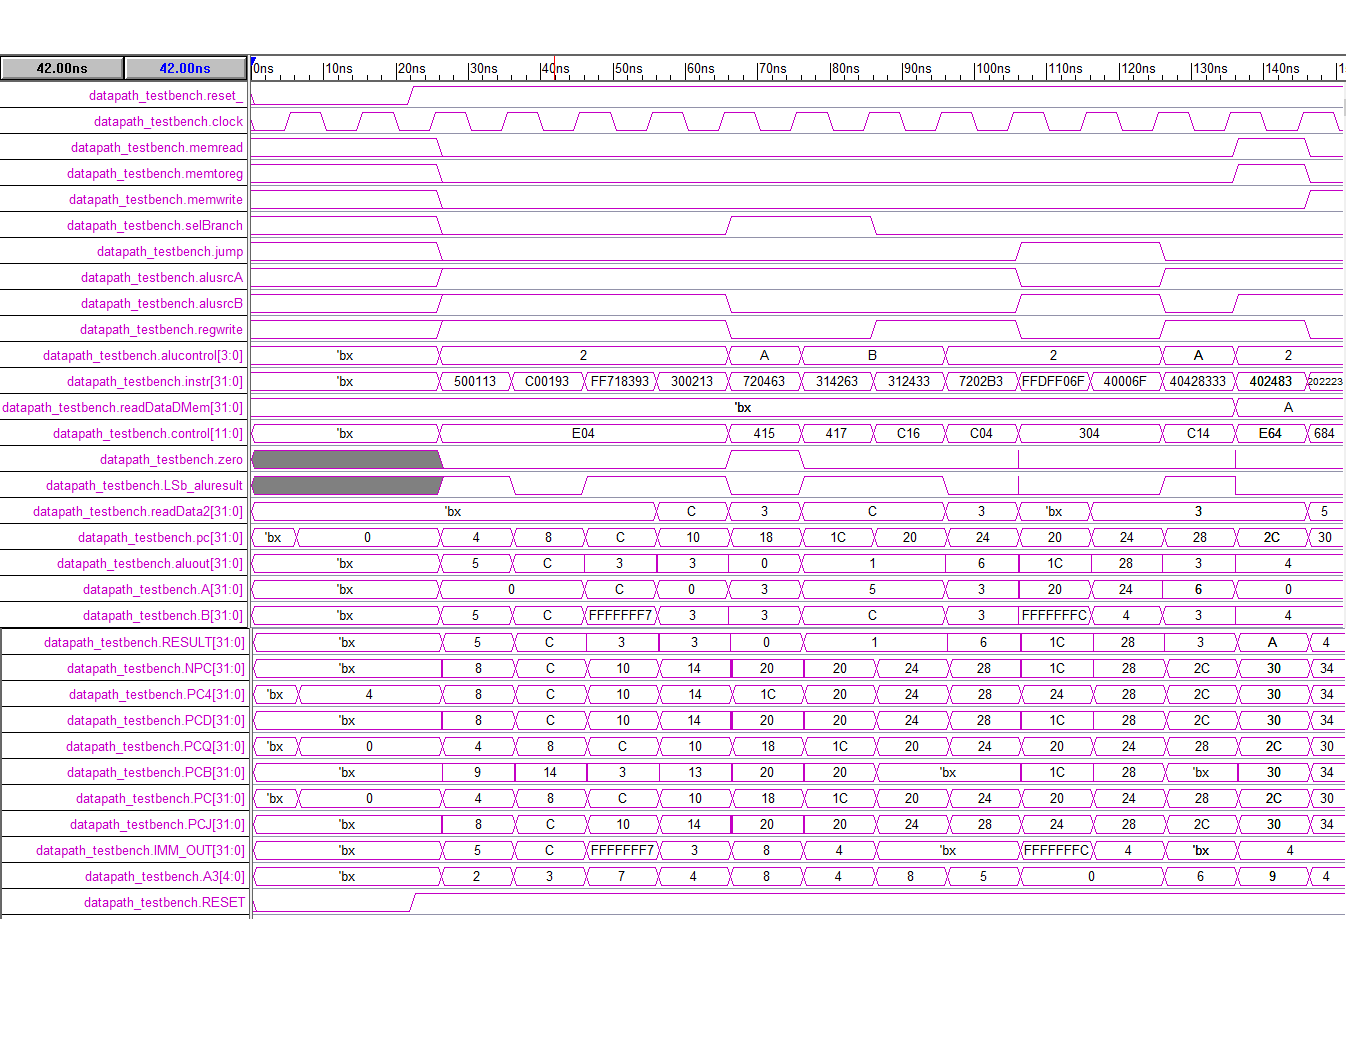 42.00ns 42.00ns 0ns 10ns 20ns 30ns 40ns 50ns 60ns 70ns 80ns 90ns 100ns 110ns 120ns 130ns 140ns
datapath_testbench.reset_
datapath_testbench.clock
datapath_testbench.memread
datapath_testbench.memtoreg
datapath_testbench.memwrite
datapath_testbench.selBranch
datapath_testbench.jump
datapath_testbench.alusrcA
datapath_testbench.alusrcB
datapath_testbench.regwrite
datapath_testbench.alucontrol[3:0] 'bx 2 A B 2 A 2
datapath_testbench.instr[31:0] 'bx 500113 C00193 FF718393 300213 720463 314263 312433 7202B3 FFDFF06F 40006F 40428333 402483 202223
datapath_testbench.readDataDMem[31:0] 'bx A
datapath_testbench.control[11:0] 'bx E04 415 417 C16 C04 304 C14 E64 684
datapath_testbench.zero
datapath_testbench.LSb_aluresult
datapath_testbench.readData2[31:0] 'bx C 3 C 3 'bx 3 5
datapath_testbench.pc[31:0] 'bx 0 4 8 C 10 18 1C 20 24 20 24 28 2C 30
datapath_testbench.aluout[31:0] 'bx 5 C 3 3 0 1 6 1C 28 3 4
datapath_testbench.A[31:0] 'bx 0 C 0 3 5 3 20 24 6 0
datapath_testbench.B[31:0] 'bx 5 C FFFFFFF7 3 3 C 3 FFFFFFFC 4 3 4
datapath_testbench.RESULT[31:0] 'bx 5 C 3 3 0 1 6 1C 28 3 A 4
datapath_testbench.NPC[31:0] 'bx 8 C 10 14 20 20 24 28 1C 28 2C 30 34
datapath_testbench.PC4[31:0] 'bx 4 8 C 10 14 1C 20 24 28 24 28 2C 30 34
datapath_testbench.PCD[31:0] 'bx 8 C 10 14 20 20 24 28 1C 28 2C 30 34
datapath_testbench.PCQ[31:0] 'bx 0 4 8 C 10 18 1C 20 24 20 24 28 2C 30
datapath_testbench.PCB[31:0] 'bx 9 14 3 13 20 20 'bx 1C 28 'bx 30 34
datapath_testbench.PC[31:0] 'bx 0 4 8 C 10 18 1C 20 24 20 24 28 2C 30
datapath_testbench.PCJ[31:0] 'bx 8 C 10 14 20 20 24 28 24 28 2C 30 34
datapath_testbench.IMM_OUT[31:0] 'bx 5 C FFFFFFF7 3 8 4 'bx FFFFFFFC 4 'bx 4
datapath_testbench.A3[4:0] 'bx 2 3 7 4 8 4 8 5 0 6 9 4
datapath_testbench.RESET